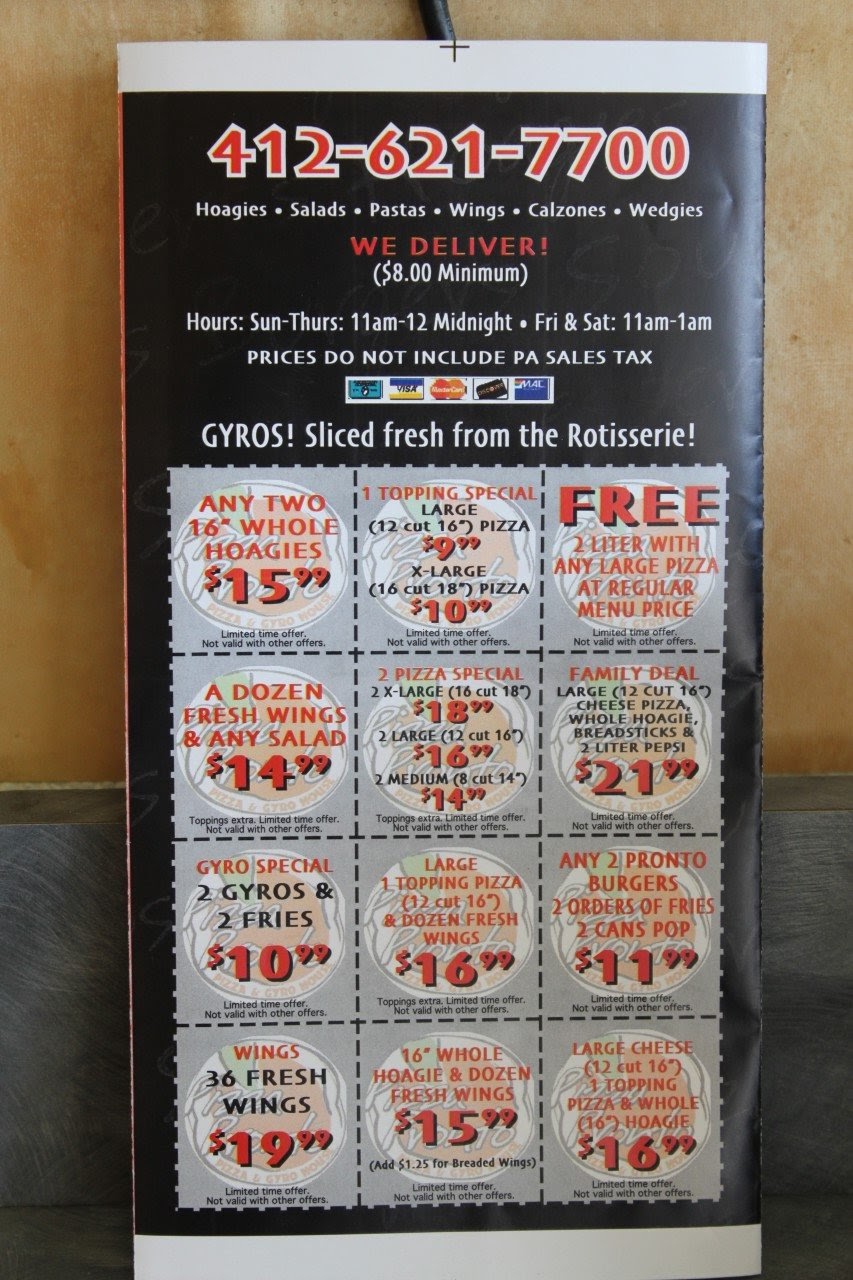 412-621-7700
Hoagies • Salads • Pastas • Wings • Calzones • Wedgies
WE DELIVER!
($8.00 Minimum)
Hours: Sun-Thurs: 11am-12 Midnight • Fri & Sat: 11am-1am
PRICES DO NOT INCLUDE PA SALES TAX
VISA MasterCard DISCOVER MAC
GYROS! Sliced fresh from the Rotisserie!
ANY TWO
16" WHOLE
HOAGIES
$15.99
Limited time offer.
Not valid with other offers.
1 TOPPING SPECIAL
LARGE
(12 cut 16") PIZZA
$9.99
X-LARGE
(16 cut 18") PIZZA
$10.99
Limited time offer.
Not valid with other offers.
FREE
2 LITER WITH
ANY LARGE PIZZA
AT REGULAR
MENU PRICE
Limited time offer.
Not valid with other offers.
A DOZEN
FRESH WINGS
& ANY SALAD
$14.99
Toppings extra. Limited time offer.
Not valid with other offers.
2 PIZZA SPECIAL
2 X-LARGE (16 cut 18")
$18.99
2 LARGE (12 cut 16")
$16.99
2 MEDIUM (8 cut 14")
$14.99
Toppings extra. Limited time offer.
Not valid with other offers.
FAMILY DEAL
LARGE (12 CUT 16")
CHEESE PIZZA,
WHOLE HOAGIE,
BREADSTICKS &
2 LITER PEPSI
$21.99
Limited time offer.
Not valid with other offers.
GYRO SPECIAL
2 GYROS &
2 FRIES
$10.99
Limited time offer.
Not valid with other offers.
LARGE
1 TOPPING PIZZA
(12 cut 16")
& DOZEN FRESH
WINGS
$16.99
Toppings extra. Limited time offer.
Not valid with other offers.
ANY 2 PRONTO
BURGERS
2 ORDERS OF FRIES
2 CANS POP
$11.99
Limited time offer.
Not valid with other offers.
WINGS
36 FRESH
WINGS
$19.99
Limited time offer.
Not valid with other offers.
16" WHOLE
HOAGIE & DOZEN
FRESH WINGS
$15.99
(Add $1.25 for Breaded Wings)
Limited time offer.
Not valid with other offers.
LARGE CHEESE
(12 cut 16")
1 TOPPING
PIZZA & WHOLE
(16") HOAGIE
$16.99
Limited time offer.
Not valid with other offers.